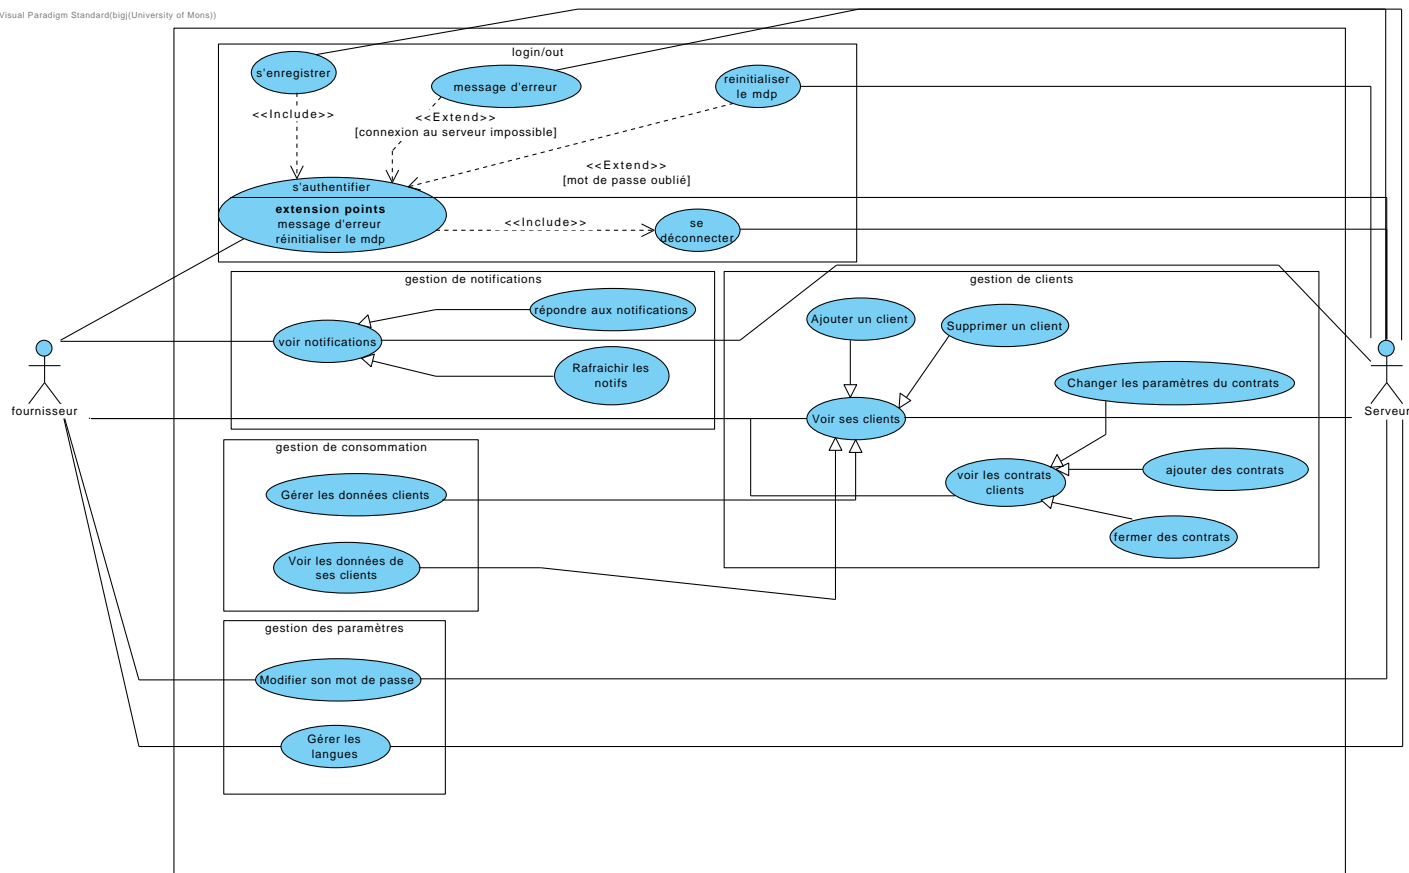 Visual Paradigm Standard(bigj(University of Mons))
login/out
s'enregistrer
message d'erreur
reinitialiser
le mdp
<<Include>>
<<Extend>>
[connexion au serveur impossible]
<<Extend>>
[mot de passe oublié]
s'authentifier
extension points
message d'erreur
réinitialiser le mdp
<<Include>>
se
déconnecter
gestion de notifications
répondre aux notifications
voir notifications
Rafraichir les
notifs
gestion de clients
Ajouter un client
Supprimer un client
Changer les paramètres du contrats
Voir ses clients
voir les contrats
clients
ajouter des contrats
fermer des contrats
fournisseur
Serveur
gestion de consommation
Gérer les données clients
Voir les données de
ses clients
gestion des paramètres
Modifier son mot de passe
Gérer les
langues